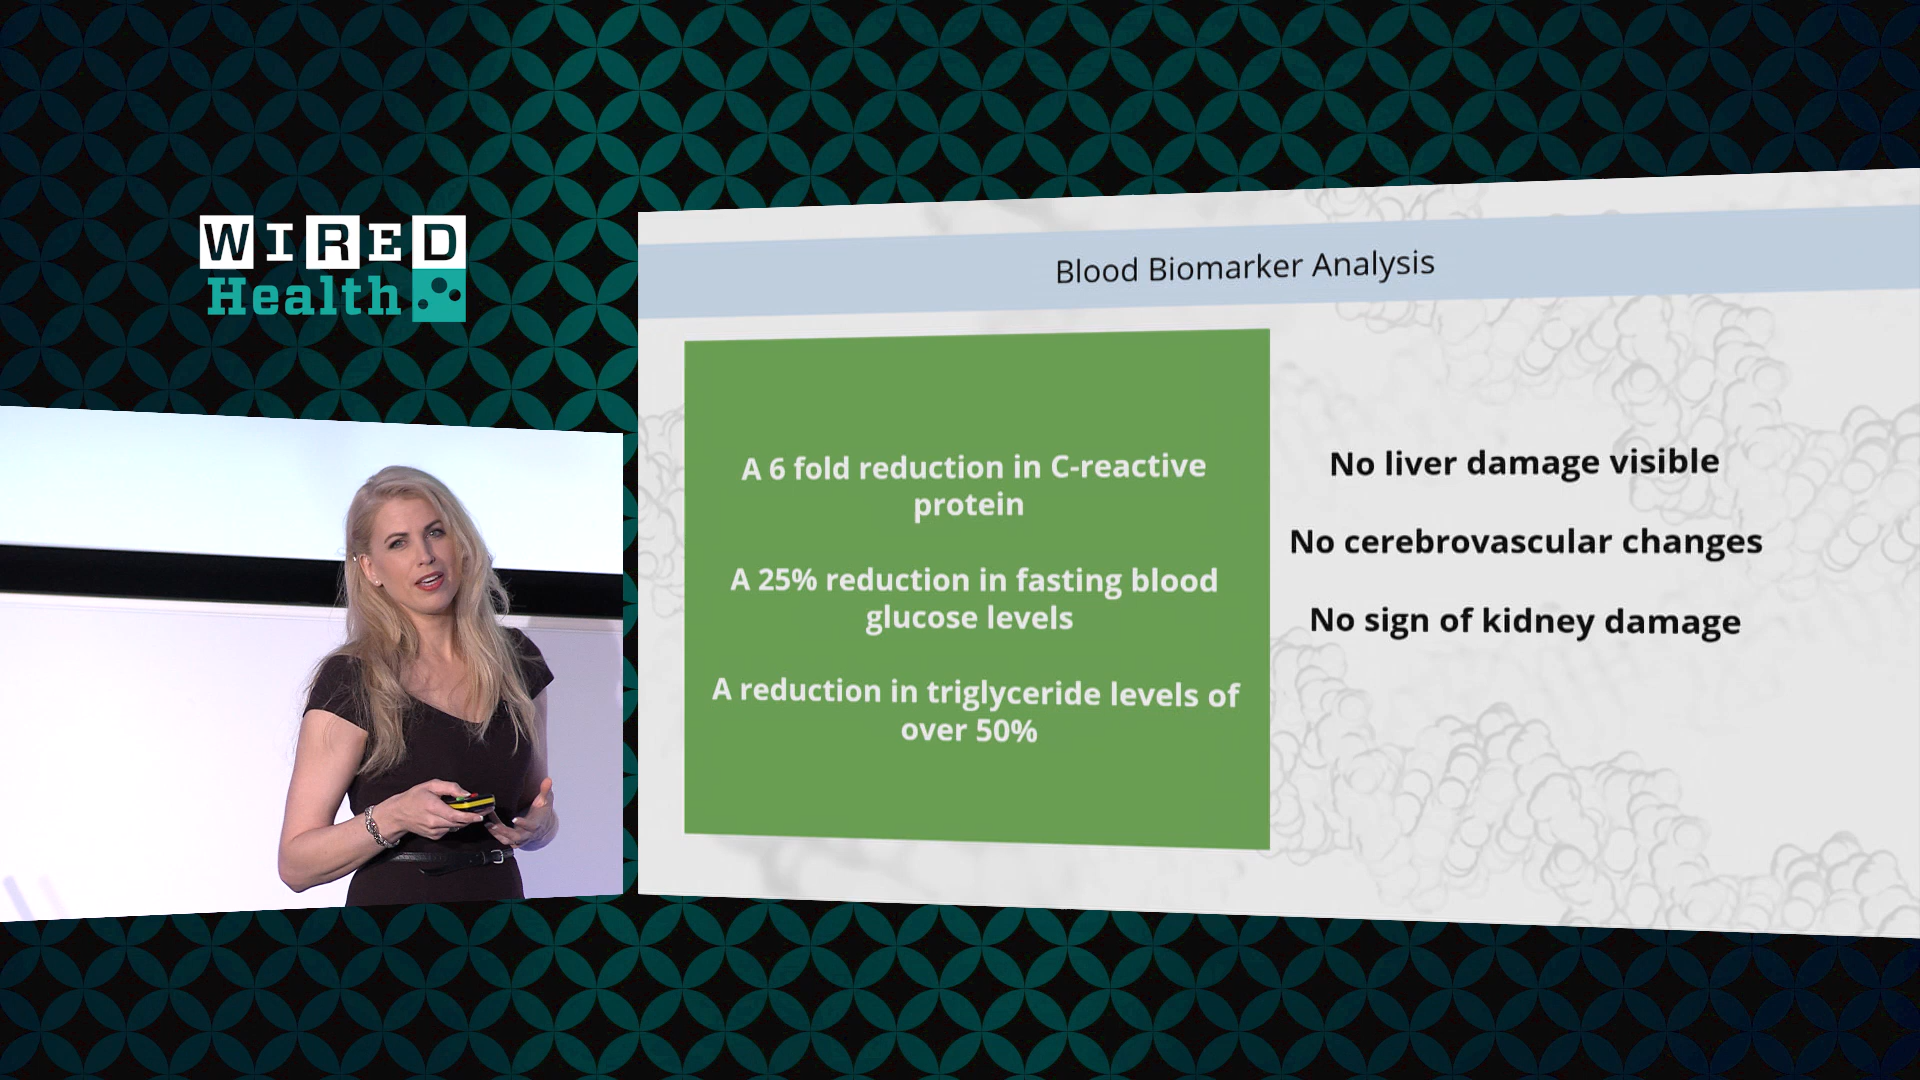 WIRED
Health
Blood Biomarker Analysis
A 6 fold reduction in C-reactive
protein
A 25% reduction in fasting blood
glucose levels
A reduction in triglyceride levels of
over 50%
No liver damage visible
No cerebrovascular changes
No sign of kidney damage